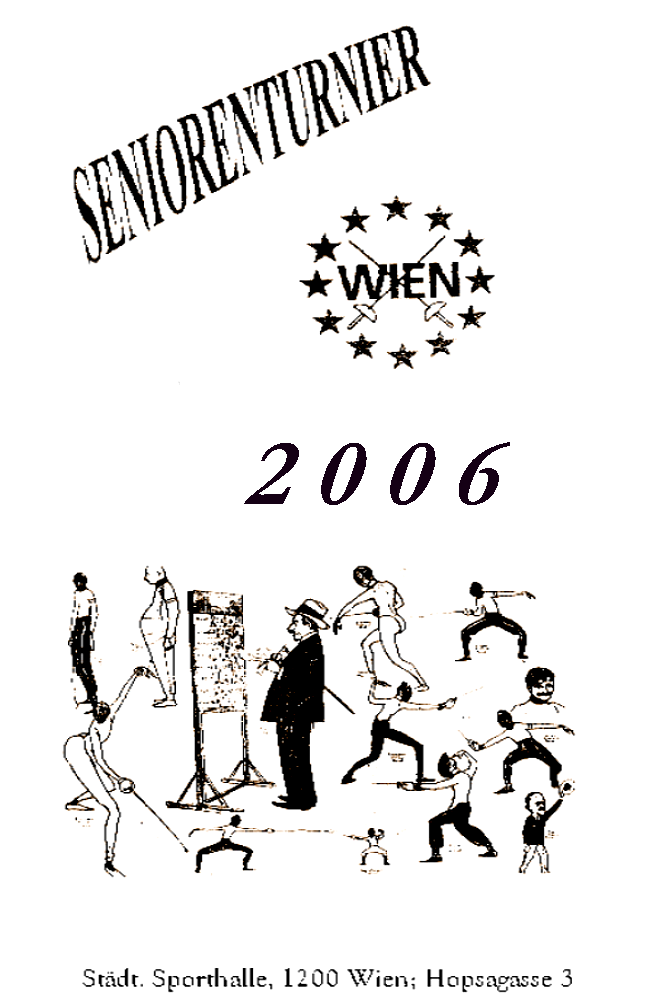 SENIORENTURNIER
WIEN
2006
Städt. Sporthalle, 1200 Wien; Hopsagasse 3